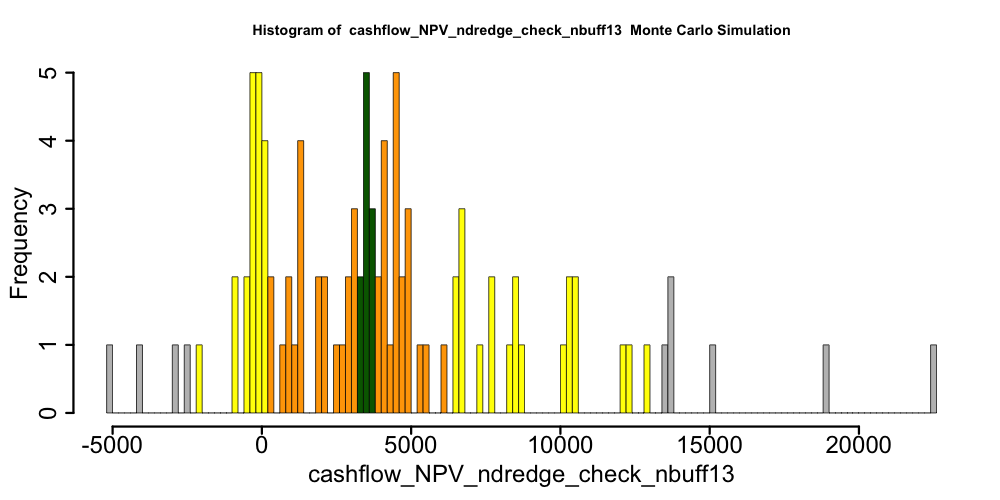 Histogram of cashflow_NPV_ndredge_check_nbuff13 Monte Carlo Simulation
Frequency
5
4
3
2
1
0
-5000 0 5000 10000 15000 20000
cashflow_NPV_ndredge_check_nbuff13